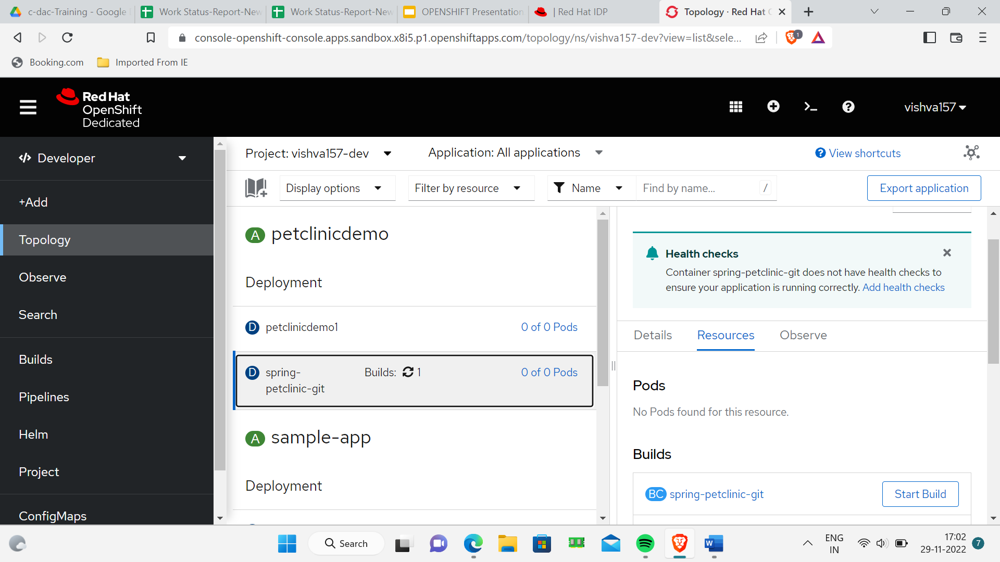 c-dac-Training - Google
Work Status-Report-New
Work Status-Report-New
OPENSHIFT Presentation
| Red Hat IDP
Topology · Red Hat
console-openshift-console.apps.sandbox.x8i5.p1.openshiftapps.com/topology/ns/vishva157-dev?view=list&sele...
1
Booking.com
Imported From IE
Red Hat
OpenShift
Dedicated
vishva157
Developer
+Add
Topology
Observe
Search
Builds
Pipelines
Helm
Project
ConfigMaps
Project: vishva157-dev
Application: All applications
View shortcuts
Display options
Filter by resource
Name
Find by name...
/
Export application
A petclinicdemo
Deployment
D petclinicdemo1
0 of 0 Pods
D spring-
petclinic-git
Builds: 1
0 of 0 Pods
A sample-app
Deployment
Health checks
Container spring-petclinic-git does not have health checks to
ensure your application is running correctly. Add health checks
Details
Resources
Observe
Pods
No Pods found for this resource.
Builds
BC spring-petclinic-git
Start Build
Search
W
ENG
IN
17:02
29-11-2022
7